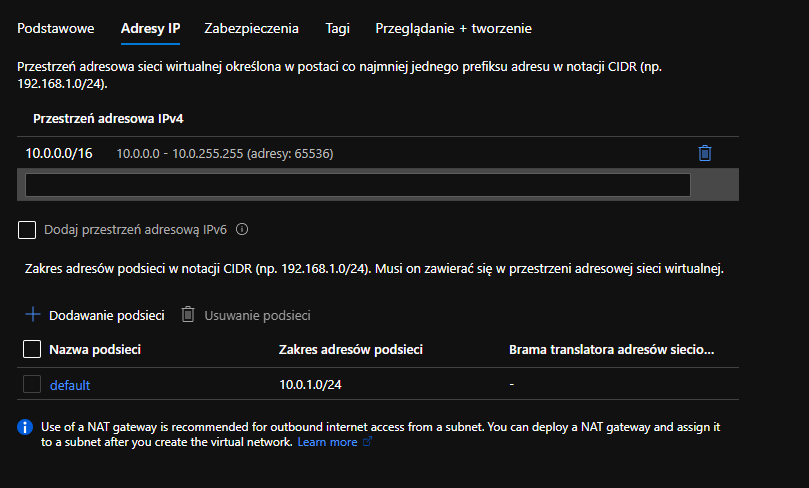 Podstawowe Adresy IP Zabezpieczenia Tagi Przeglądanie + tworzenie
Przestrzeń adresowa sieci wirtualnej określona w postaci co najmniej jednego prefiksu adresu w notacji CIDR (np.
192.168.1.0/24).
Przestrzeń adresowa IPv4
10.0.0.0/16 10.0.0.0 - 10.0.255.255 (adresy: 65536)
Dodaj przestrzeń adresową IPv6
Zakres adresów podsieci w notacji CIDR (np. 192.168.1.0/24). Musi on zawierać się w przestrzeni adresowej sieci wirtualnej.
Dodawanie podsieci Usuwanie podsieci
Nazwa podsieci Zakres adresów podsieci Brama translatora adresów siecio...
default 10.0.1.0/24 -
Use of a NAT gateway is recommended for outbound internet access from a subnet. You can deploy a NAT gateway and assign it
to a subnet after you create the virtual network. Learn more